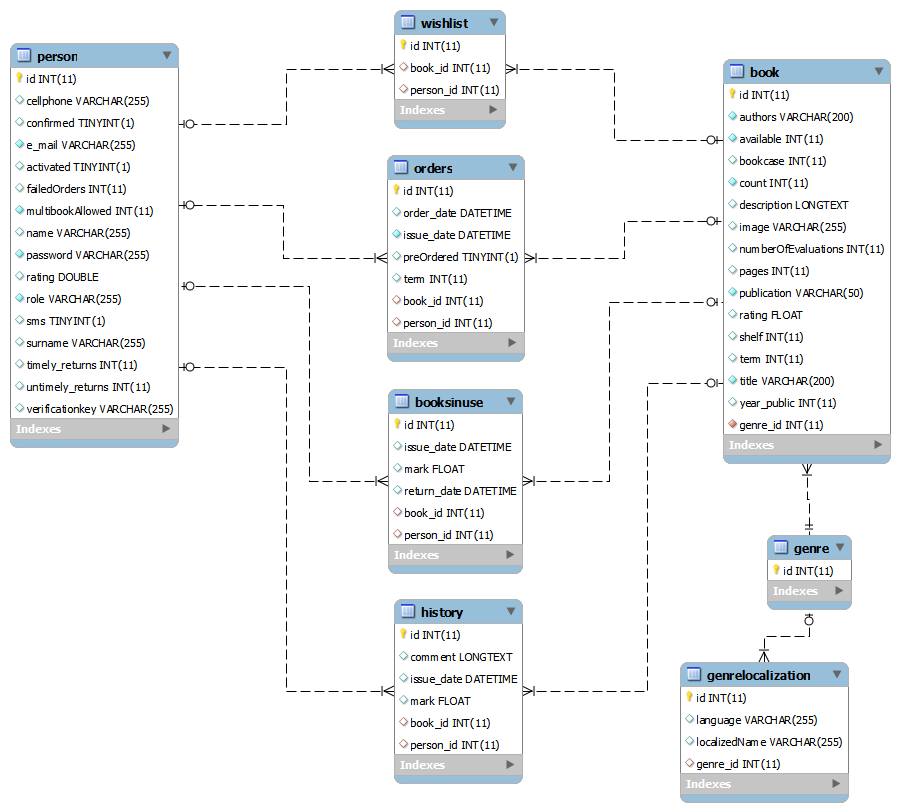 person
id INT(11)
cellphone VARCHAR(255)
confirmed TINYINT(1)
e_mail VARCHAR(255)
activated TINYINT(1)
failedOrders INT(11)
multibookAllowed INT(11)
name VARCHAR(255)
password VARCHAR(255)
rating DOUBLE
role VARCHAR(255)
sms TINYINT(1)
surname VARCHAR(255)
timely_returns INT(11)
untimely_returns INT(11)
verificationkey VARCHAR(255)
Indexes
wishlist
id INT(11)
book_id INT(11)
person_id INT(11)
Indexes
orders
id INT(11)
order_date DATETIME
issue_date DATETIME
preOrdered TINYINT(1)
term INT(11)
book_id INT(11)
person_id INT(11)
Indexes
booksinuse
id INT(11)
issue_date DATETIME
mark FLOAT
return_date DATETIME
book_id INT(11)
person_id INT(11)
Indexes
history
id INT(11)
comment LONGTEXT
issue_date DATETIME
mark FLOAT
book_id INT(11)
person_id INT(11)
Indexes
book
id INT(11)
authors VARCHAR(200)
available INT(11)
bookcase INT(11)
count INT(11)
description LONGTEXT
image VARCHAR(255)
numberOfEvaluations INT(11)
pages INT(11)
publication VARCHAR(50)
rating FLOAT
shelf INT(11)
term INT(11)
title VARCHAR(200)
year_public INT(11)
genre_id INT(11)
Indexes
genre
id INT(11)
Indexes
genrelocalization
id INT(11)
language VARCHAR(255)
localizedName VARCHAR(255)
genre_id INT(11)
Indexes